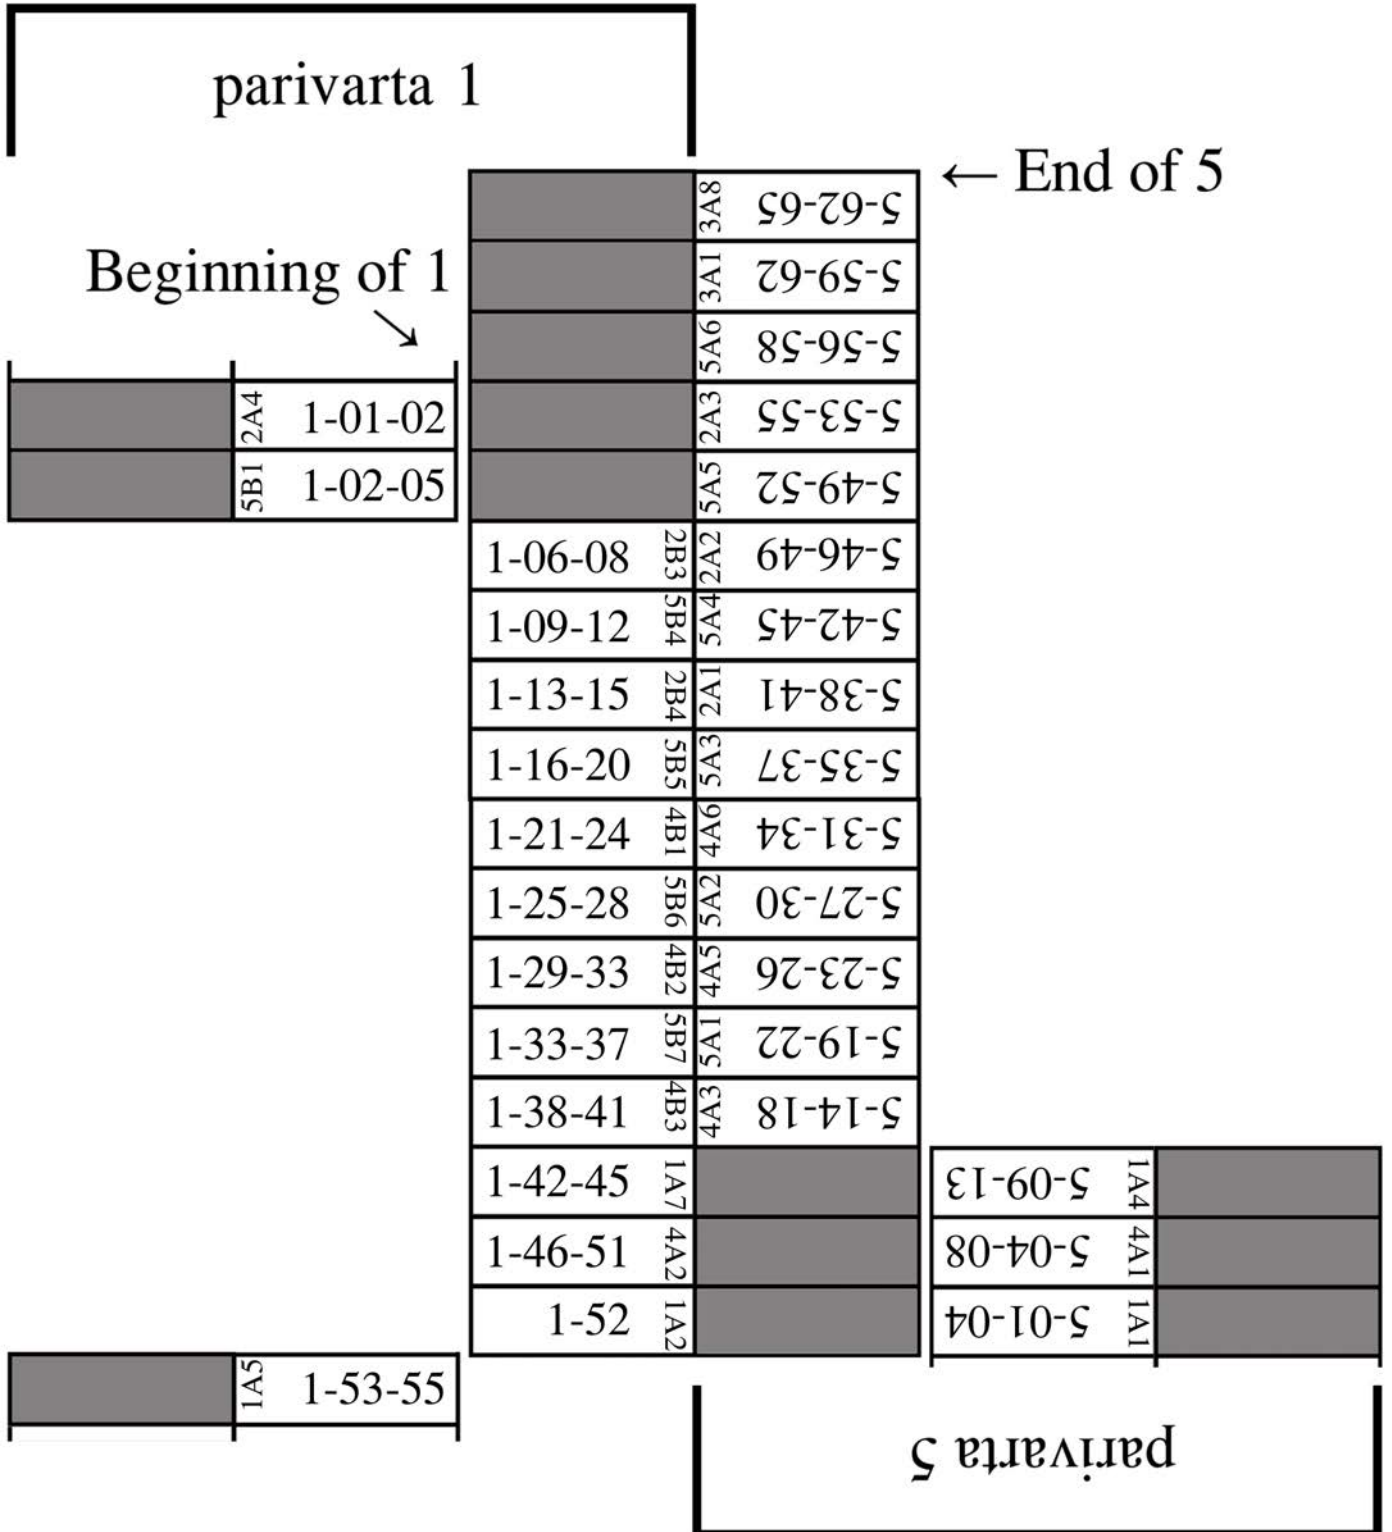 parivarta 1
← End of 5
3A8 5-62-65
Beginning of 1
3A1 5-59-62
5A6 5-56-58
2A4 1-01-02
2A3 5-53-55
5B1 1-02-05
5A5 5-49-52
1-06-08 2B3 2A2 5-46-49
1-09-12 5B4 5A4 5-42-45
1-13-15 2B4 2A1 5-38-41
1-16-20 5B5 5A3 5-35-37
1-21-24 4B1 4A6 5-31-34
1-25-28 5B6 5A2 5-27-30
1-29-33 4B2 4A5 5-23-26
1-33-37 5B7 5A1 5-19-22
1-38-41 4B3 4A3 5-14-18
1-42-45 1A7 5-09-13 1A4
1-46-51 4A2 5-04-08 4A1
1-52 1A2 5-01-04 1A1
1A5 1-53-55
parivarta 5